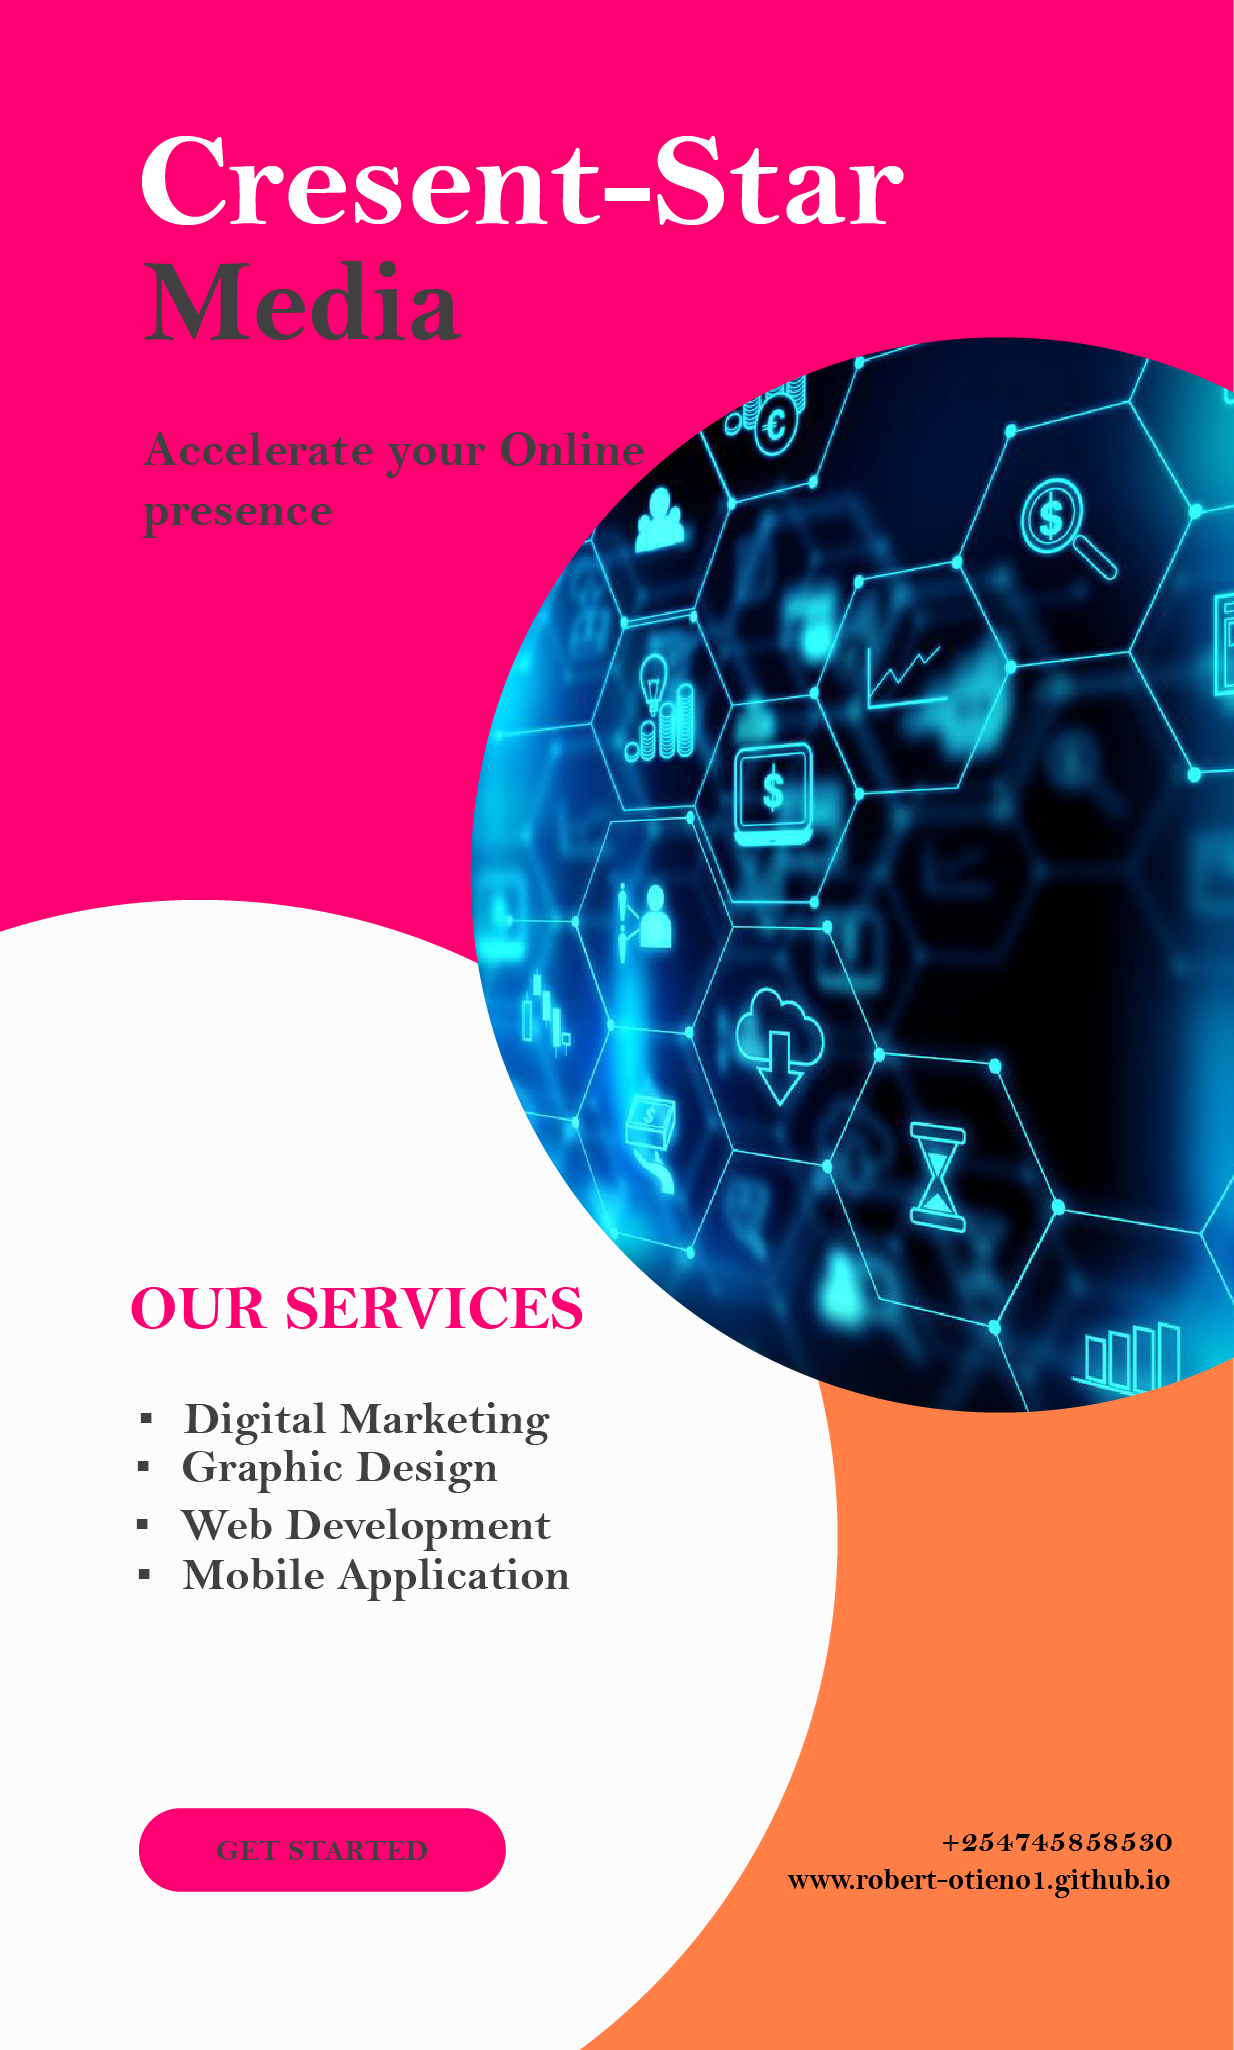 Cresent-Star
Media
Accelerate your Online
presence
OUR SERVICES
▪ Digital Marketing
▪ Graphic Design
▪ Web Development
▪ Mobile Application
GET STARTED
+254745858530
www.robert-otieno1.github.io